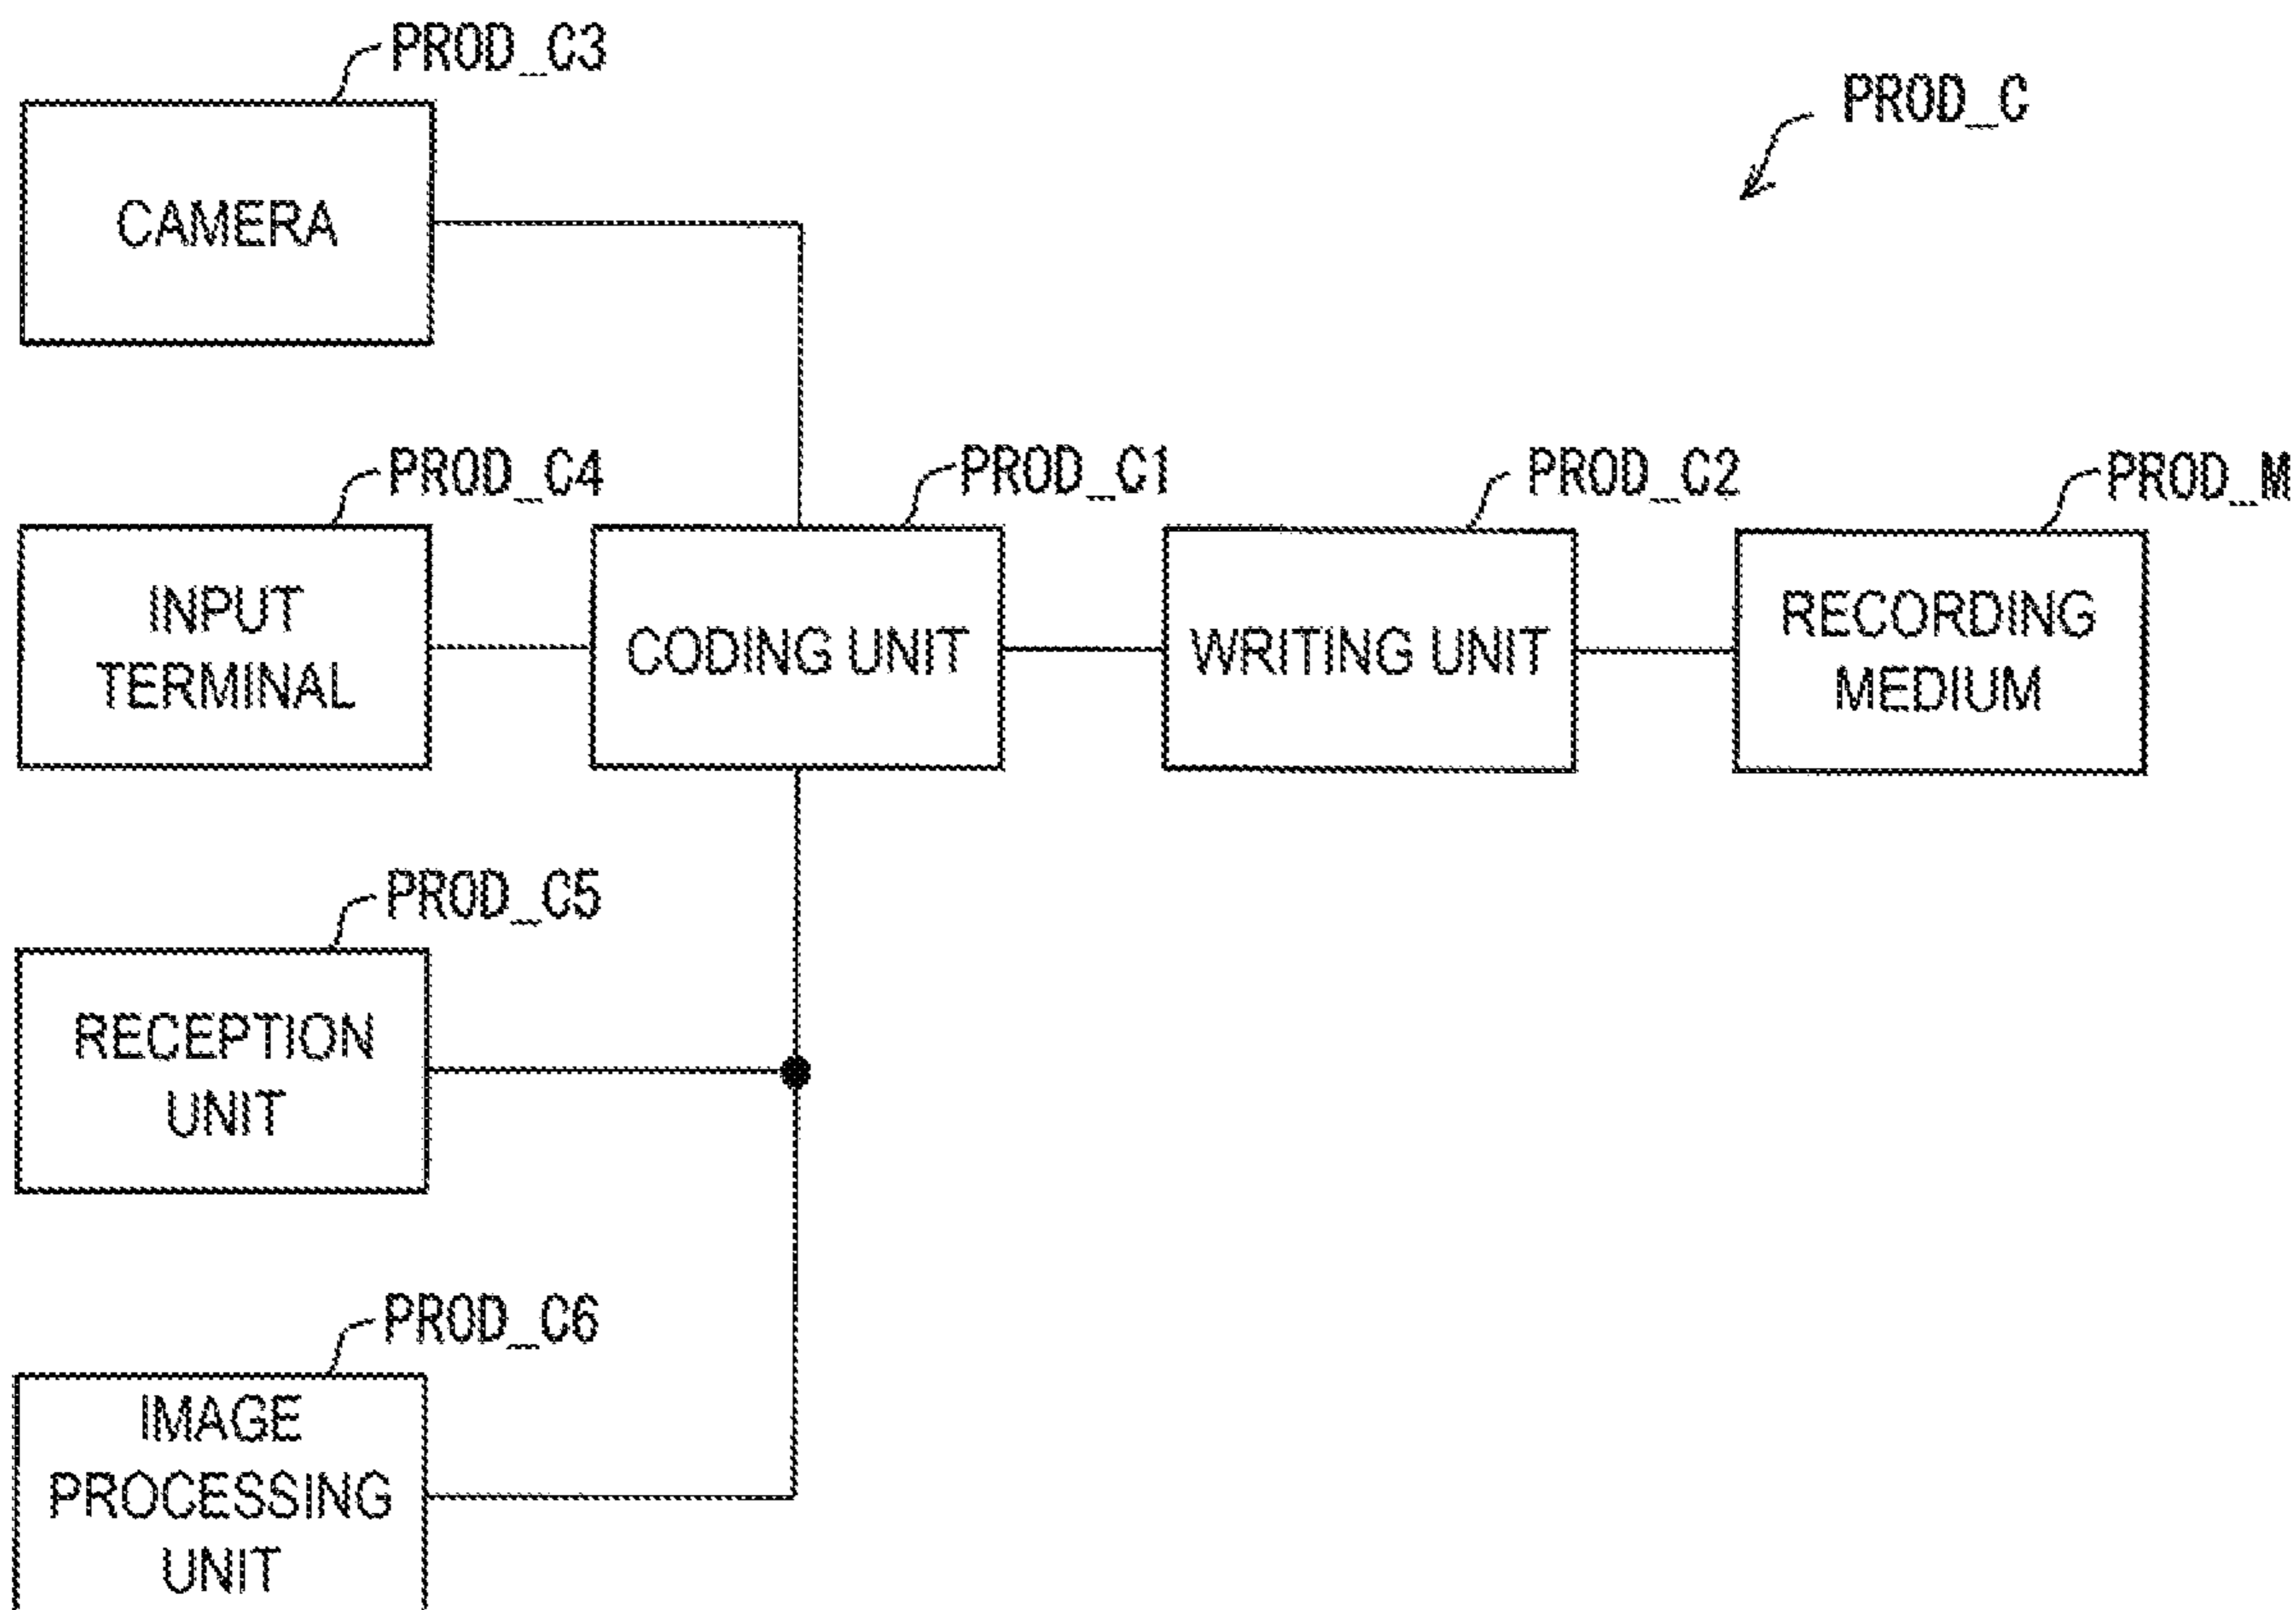 PROD_C3
PROD_C
CAMERA
PROD_C4
PROD_C1
PROD_C2
PROD_M
INPUT
TERMINAL
CODING UNIT
WRITING UNIT
RECORDING
MEDIUM
PROD_C5
RECEPTION
UNIT
PROD_C6
IMAGE
PROCESSING
UNIT